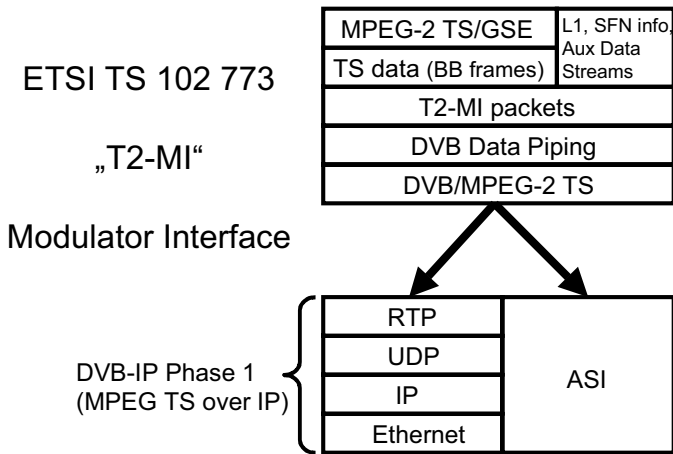 MPEG-2 TS/GSE
L1, SFN info,
Aux Data
Streams
TS data (BB frames)
ETSI TS 102 773
T2-MI packets
DVB Data Piping
„T2-MI“
DVB/MPEG-2 TS
Modulator Interface
RTP
UDP
DVB-IP Phase 1
(MPEG TS over IP)
ASI
IP
Ethernet